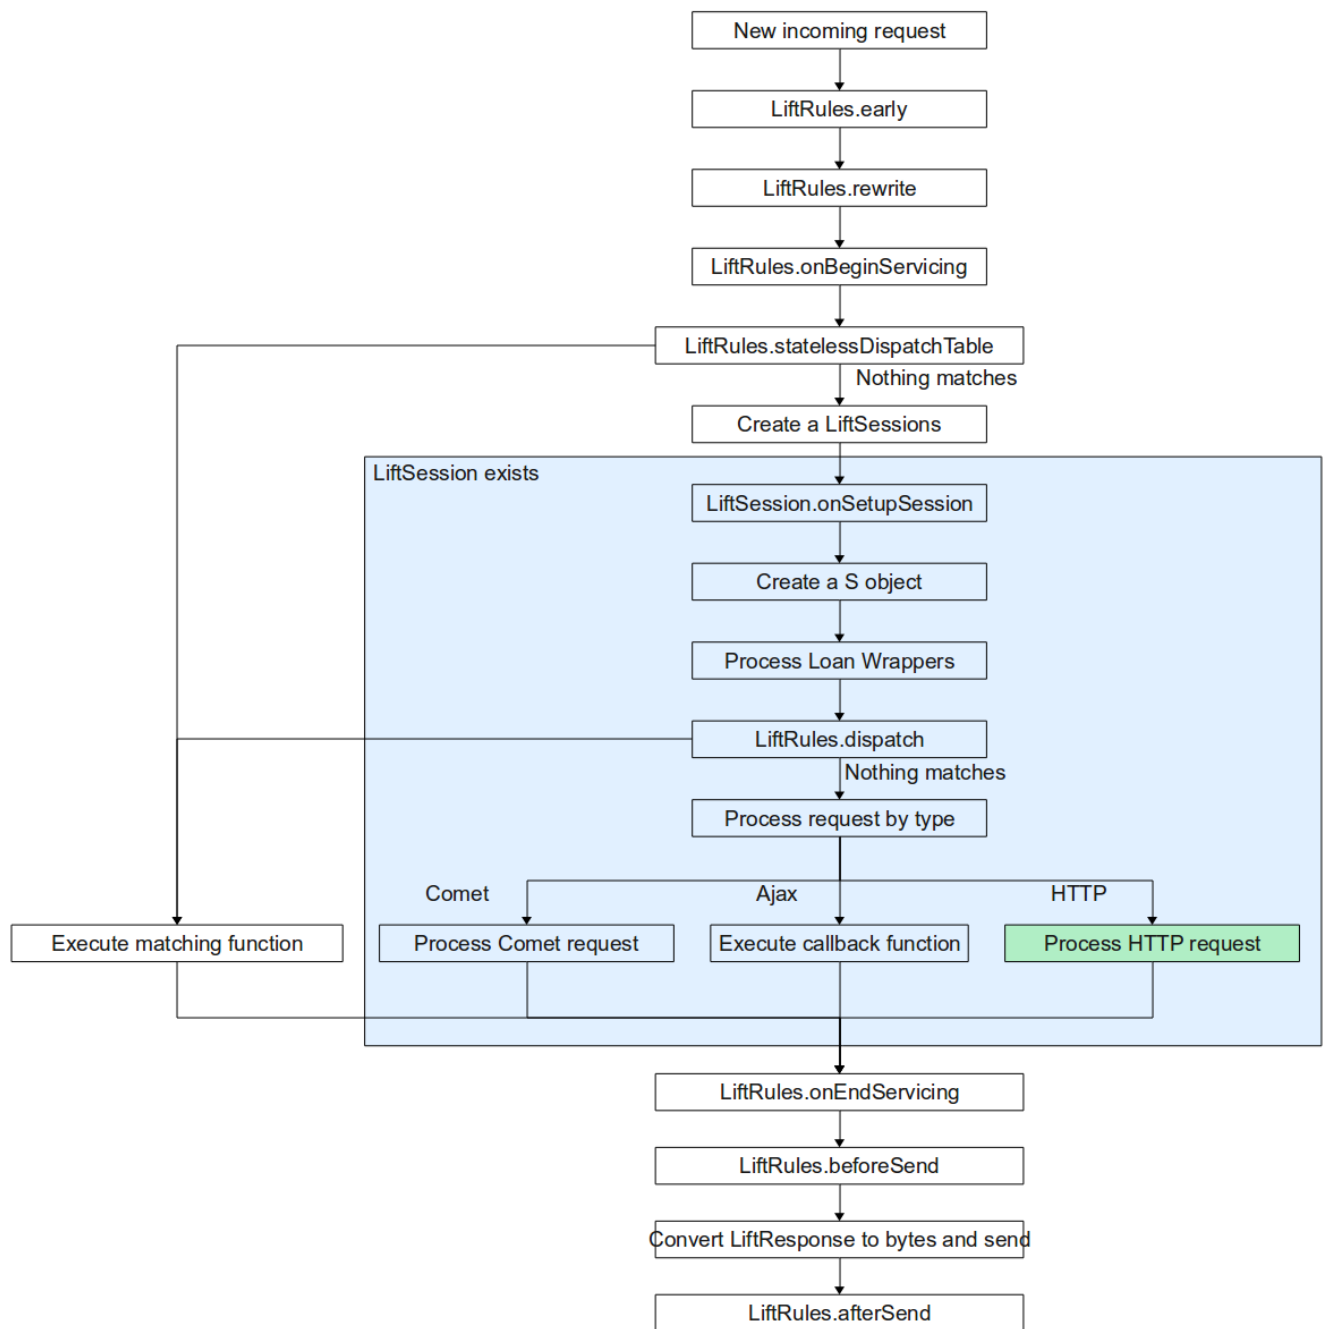 New incoming request
LiftRules.early
LiftRules.rewrite
LiftRules.onBeginServicing
LiftRules.statelessDispatchTable
Nothing matches
Create a LiftSessions
LiftSession exists
LiftSession.onSetupSession
Create a S object
Process Loan Wrappers
LiftRules.dispatch
Nothing matches
Process request by type
Comet
Ajax
HTTP
Execute matching function
Process Comet request
Execute callback function
Process HTTP request
LiftRules.onEndServicing
LiftRules.beforeSend
Convert LiftResponse to bytes and send
LiftRules.afterSend